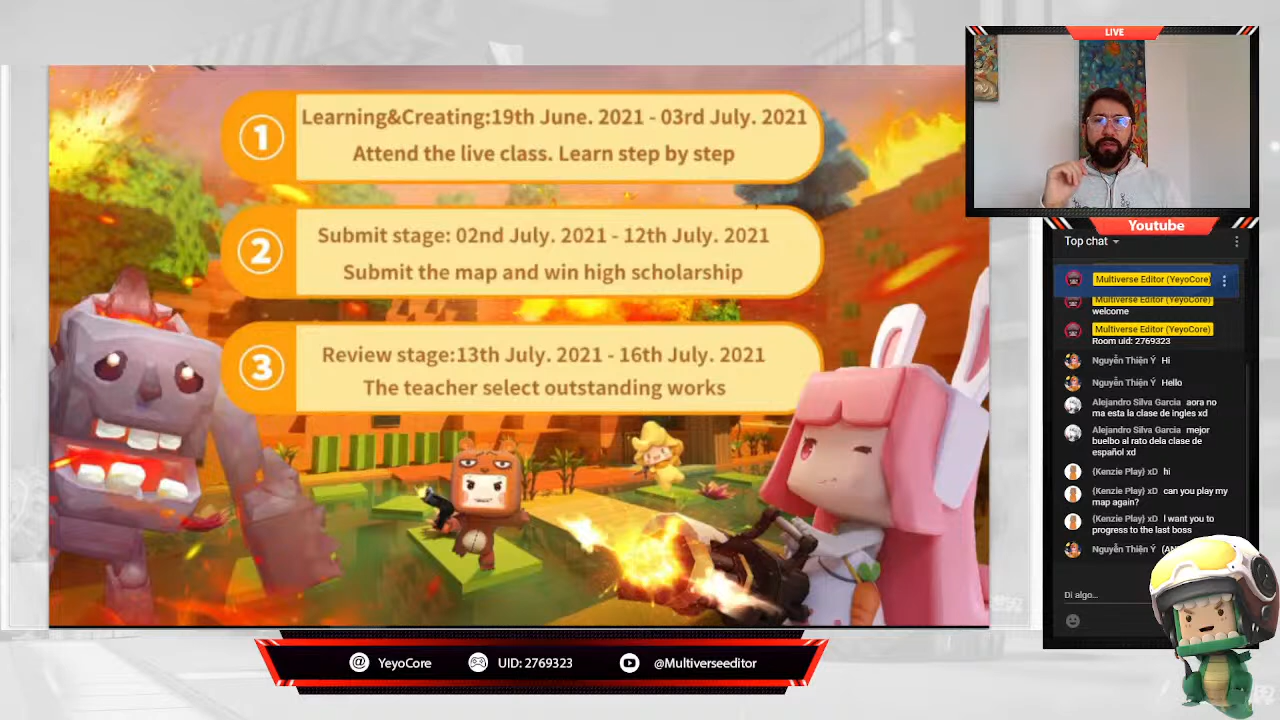 1
Learning&Creating:19th June. 2021 - 03rd July. 2021
Attend the live class. Learn step by step
2
Submit stage: 02nd July. 2021 - 12th July. 2021
Submit the map and win high scholarship
3
Review stage:13th July. 2021 - 16th July. 2021
The teacher select outstanding works
LIVE
Youtube
Top chat
Multiverse Editor (YeyoCore)
Multiverse Editor (YeyoCore)
welcome
Multiverse Editor (YeyoCore)
Room uid: 2769323
Nguyễn Thiện Ý Hi
Nguyễn Thiện Ý Hello
Alejandro Silva Garcia aora no
ma esta la clase de ingles xd
Alejandro Silva Garcia mejor
buelbo al rato dela clase de
español xd
{Kenzie Play} xD hi
{Kenzie Play} xD can you play my
map again?
{Kenzie Play} xD I want you to
progress to the last boss
Nguyễn Thiện Ý
Di algo...
@ YeyoCore
UID: 2769323
@Multiverseeditor